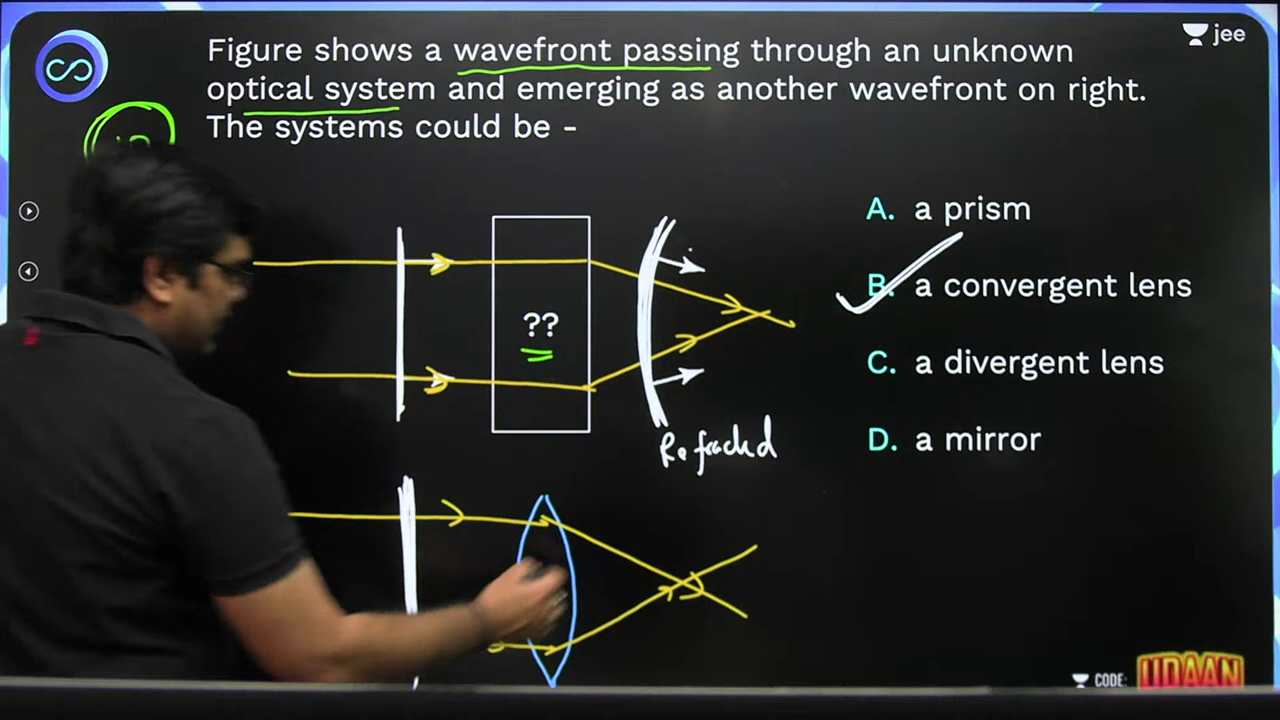 jee
Figure shows a wavefront passing through an unknown
optical system and emerging as another wavefront on right.
The systems could be -
A. a prism
B. a convergent lens
??
C. a divergent lens
D. a mirror
Refracted
CODE: UDAAN